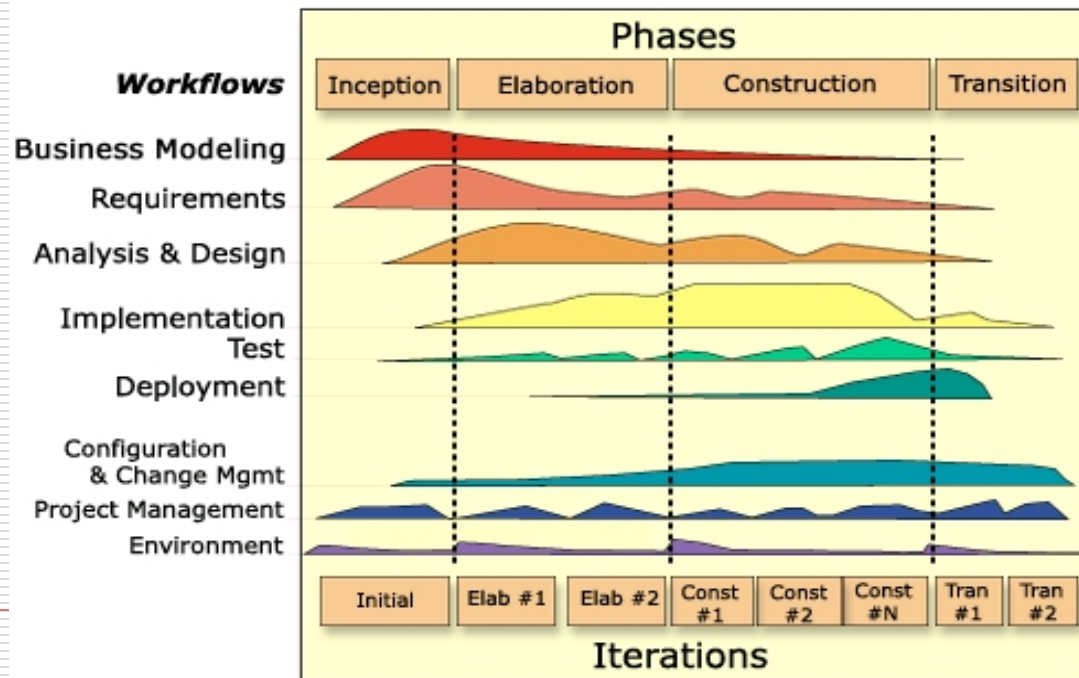 Phases
Workflows
Inception
Elaboration
Construction
Transition
Business Modeling
Requirements
Analysis & Design
Implementation
Test
Deployment
Configuration
& Change Mgmt
Project Management
Environment
Initial
Elab #1
Elab #2
Const
#1
Const
#2
Const
#N
Tran
#1
Tran
#2
Iterations